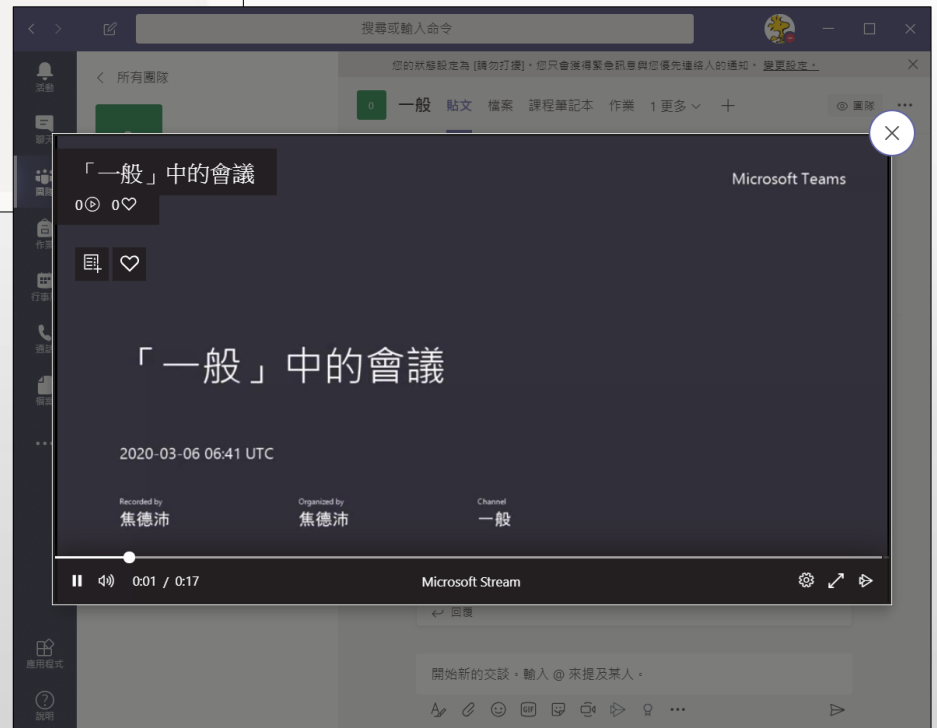 搜尋或輸入命令
您的狀態設定為 [請勿打擾]。您只會獲得緊急訊息與您優先連絡人的通知。變更設定。
活動
所有團隊
一般 貼文 檔案 課程筆記本 作業 1 更多 + 團隊
「一般」中的會議
0 0
Microsoft Teams
「一般」中的會議
2020-03-06 06:41 UTC
Recorded by Organized by Channel
焦德沛 焦德沛 一般
0:01 / 0:17 Microsoft Stream
回覆
應用程式
開始新的交談。輸入 @ 來提及某人。
GIF
說明